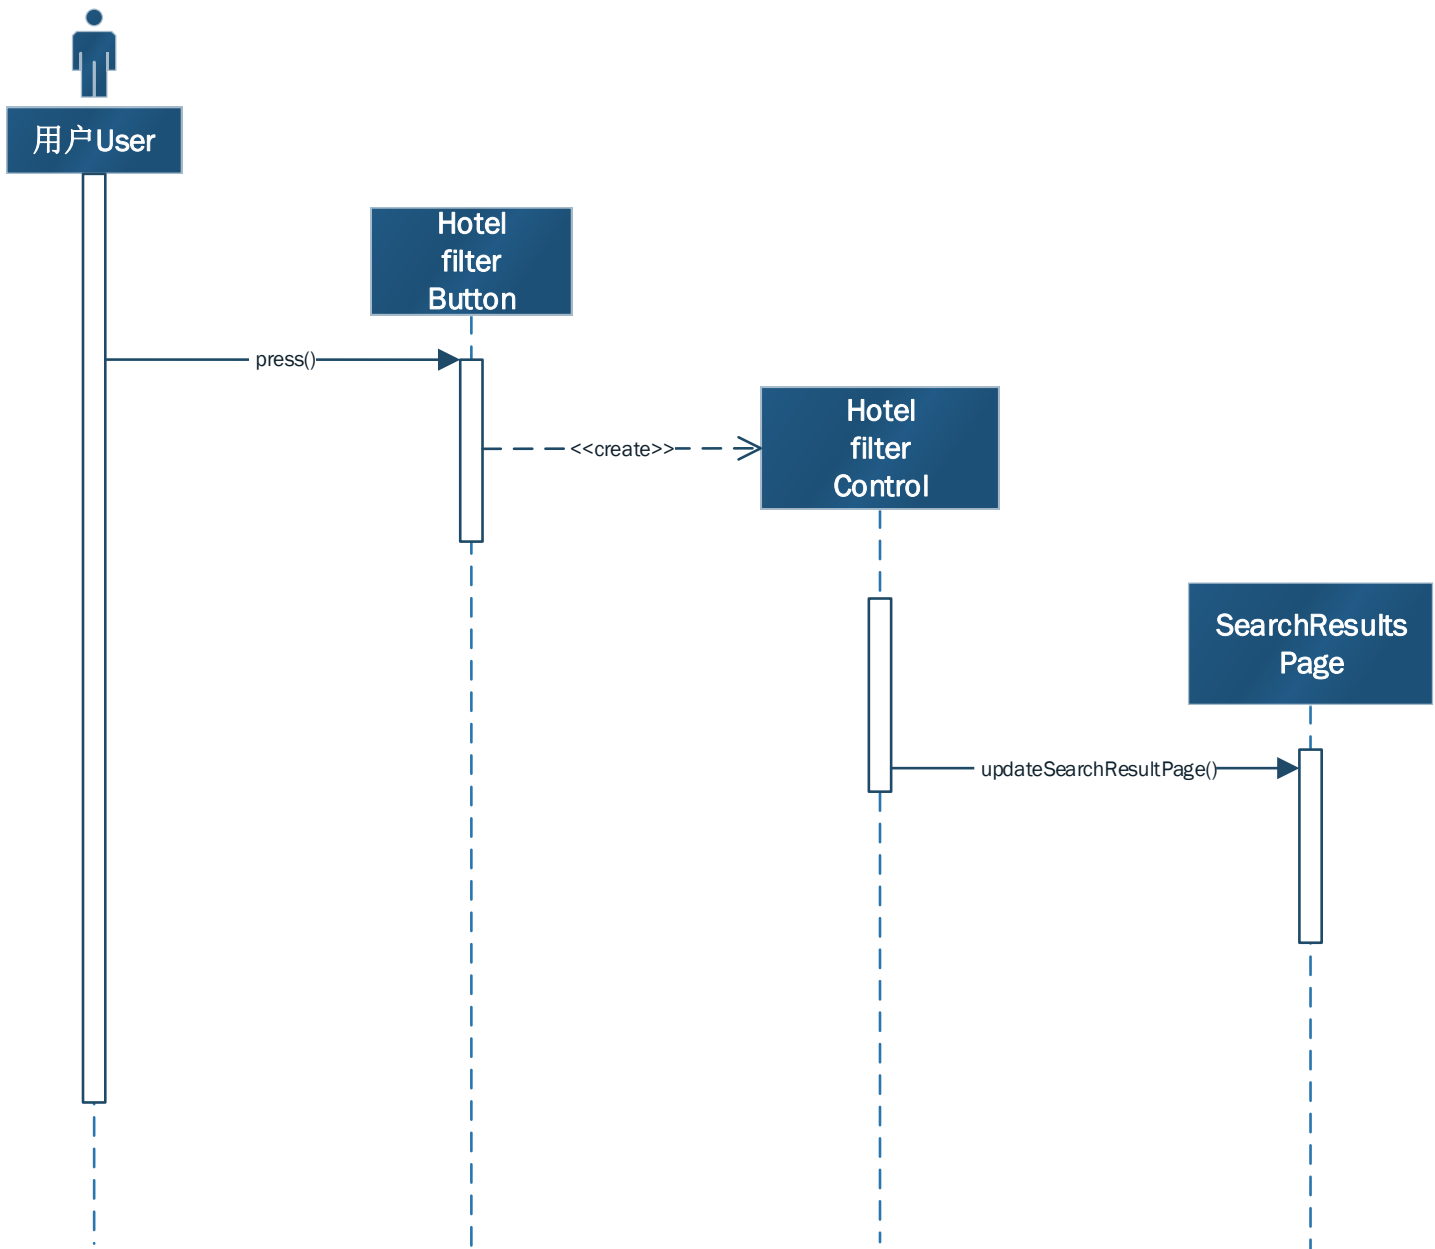 用户User
Hotel
filter
Button
press()
Hotel
filter
Control
<<create>>
SearchResults
Page
updateSearchResultPage()